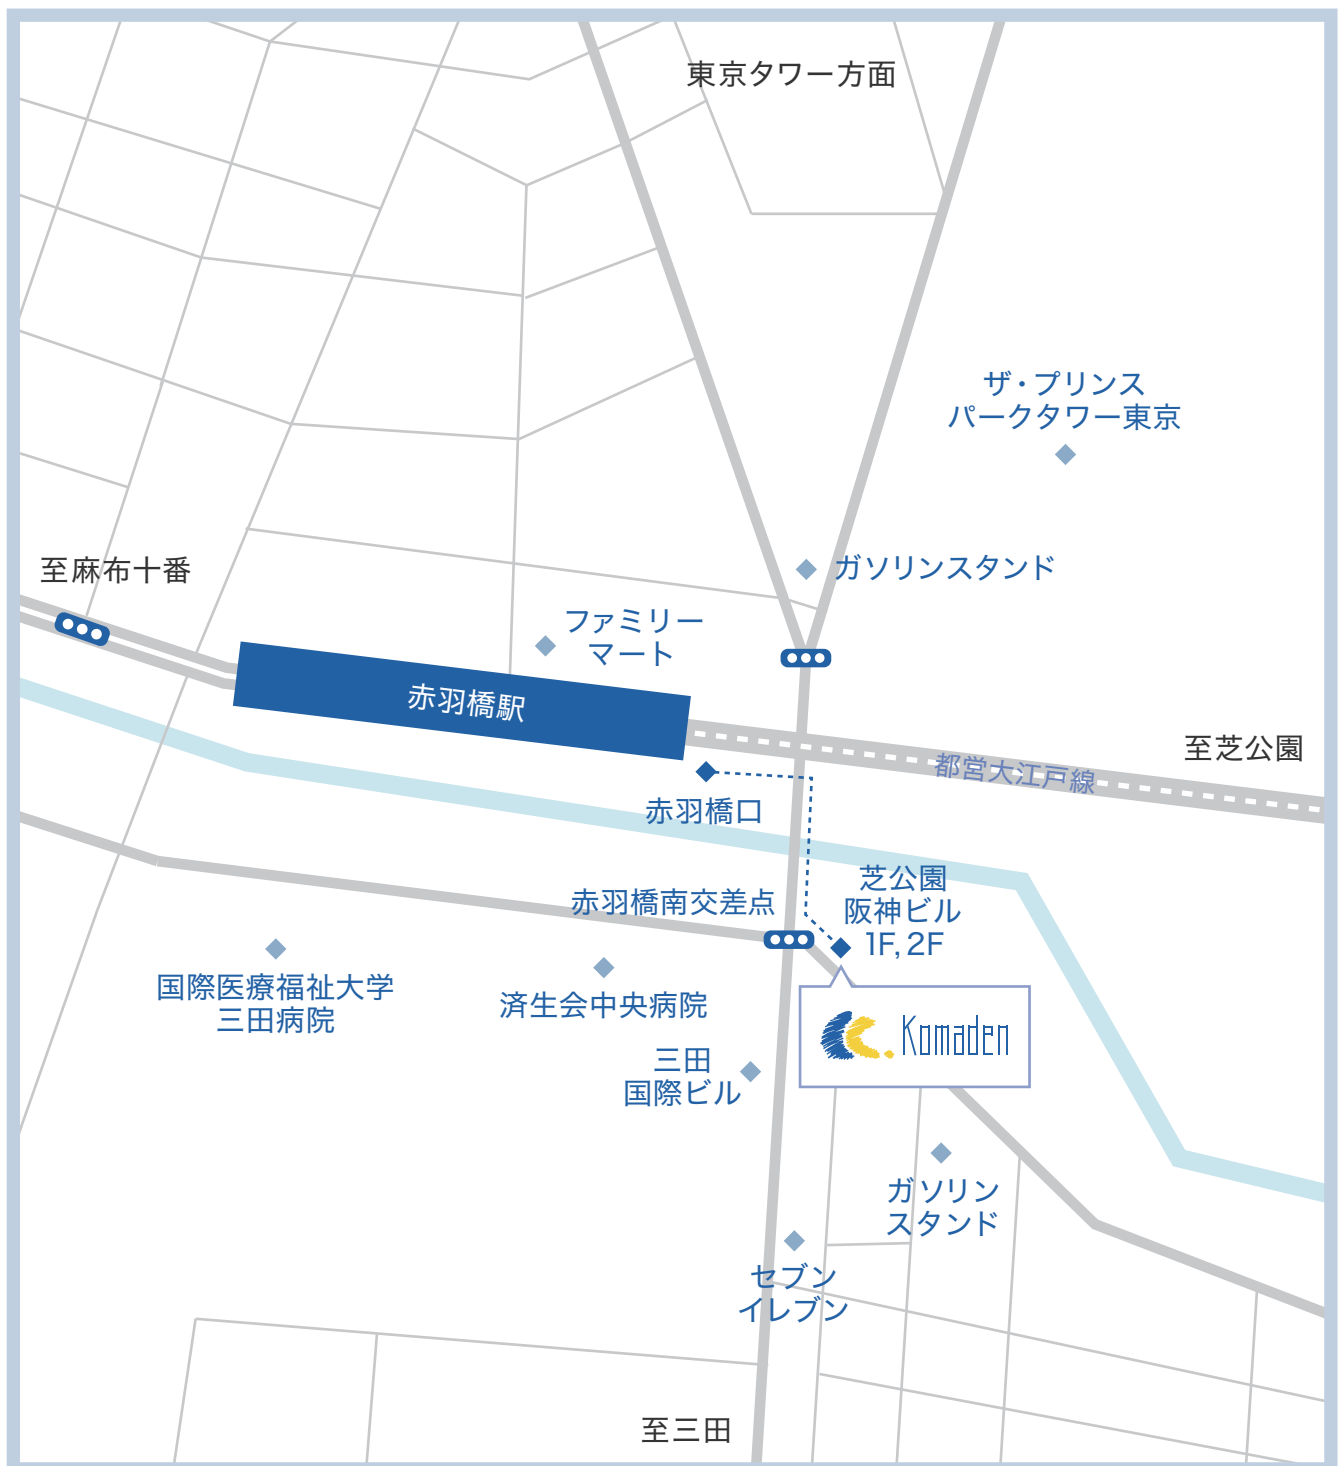 東京タワー方面
ザ・プリンス
パークタワー東京
ガソリンスタンド
至麻布十番
ファミリー
マート
赤羽橋駅
至芝公園
都営大江戸線
赤羽橋口
芝公園
阪神ビル
1F, 2F
赤羽橋南交差点
国際医療福祉大学
三田病院
済生会中央病院
Komaden
三田
国際ビル
ガソリン
スタンド
セブン
イレブン
至三田